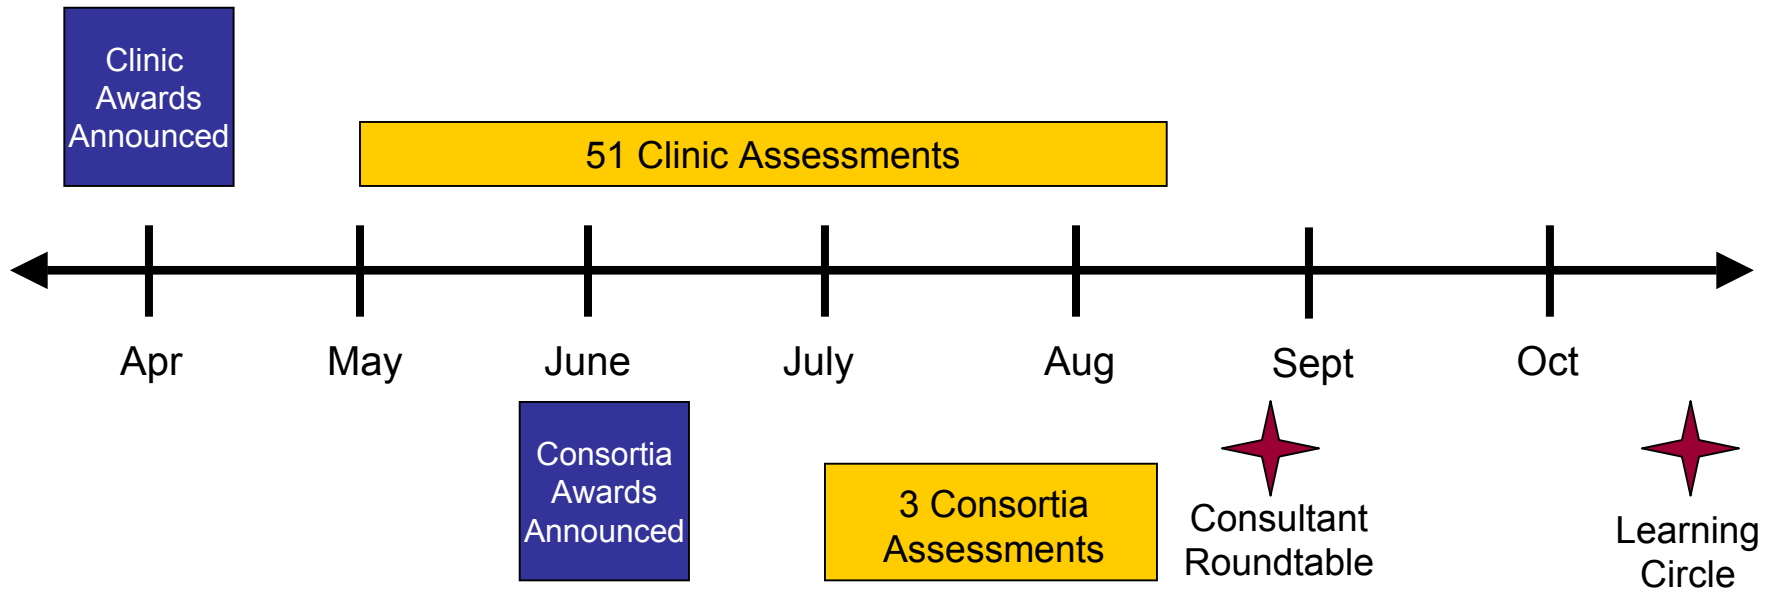 Clinic
Awards
Announced
51 Clinic Assessments
Apr
May
June
July
Aug
Sept
Oct
Consortia
Awards
Announced
3 Consortia
Assessments
Consultant
Roundtable
Learning
Circle